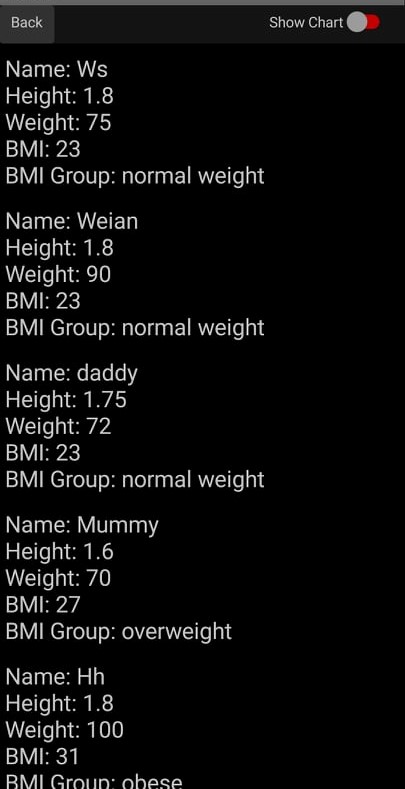 Back
Show Chart
Name: Ws
Height: 1.8
Weight: 75
BMI: 23
BMI Group: normal weight
Name: Weian
Height: 1.8
Weight: 90
BMI: 23
BMI Group: normal weight
Name: daddy
Height: 1.75
Weight: 72
BMI: 23
BMI Group: normal weight
Name: Mummy
Height: 1.6
Weight: 70
BMI: 27
BMI Group: overweight
Name: Hh
Height: 1.8
Weight: 100
BMI: 31
BMI Group: obese